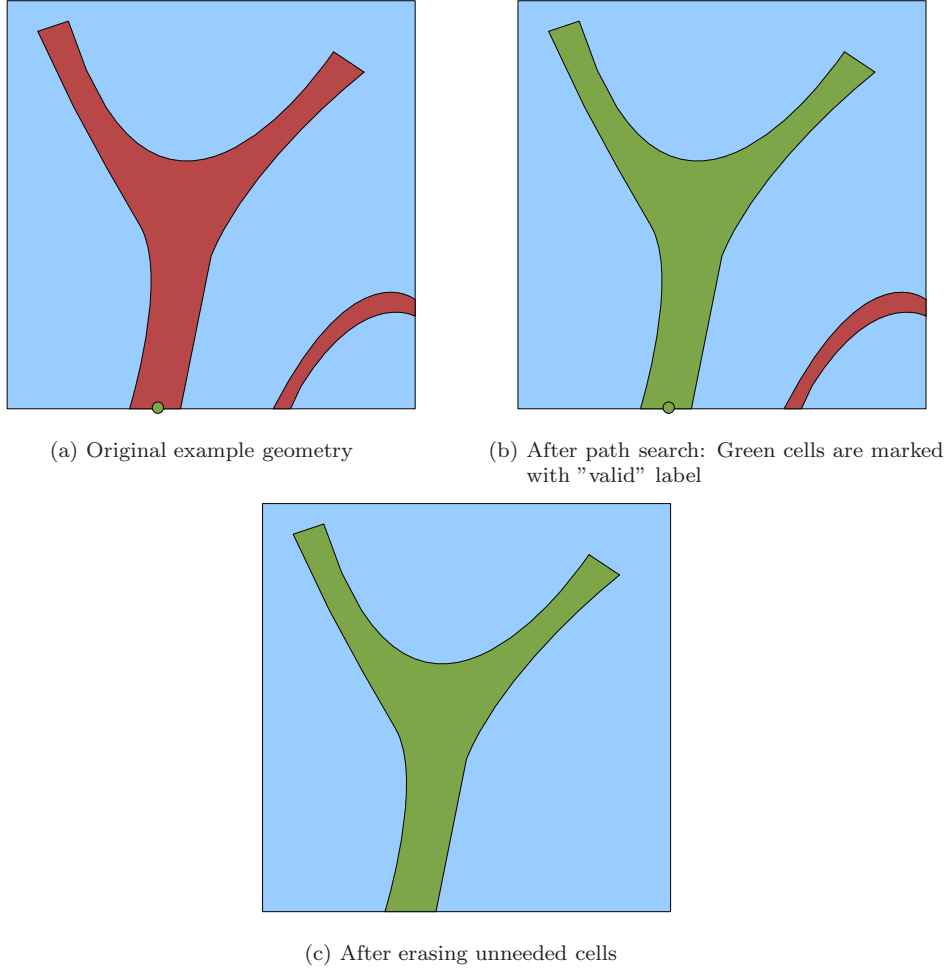 (a) Original example geometry
(b) After path search: Green cells are marked
with ”valid” label
(c) After erasing unneeded cells